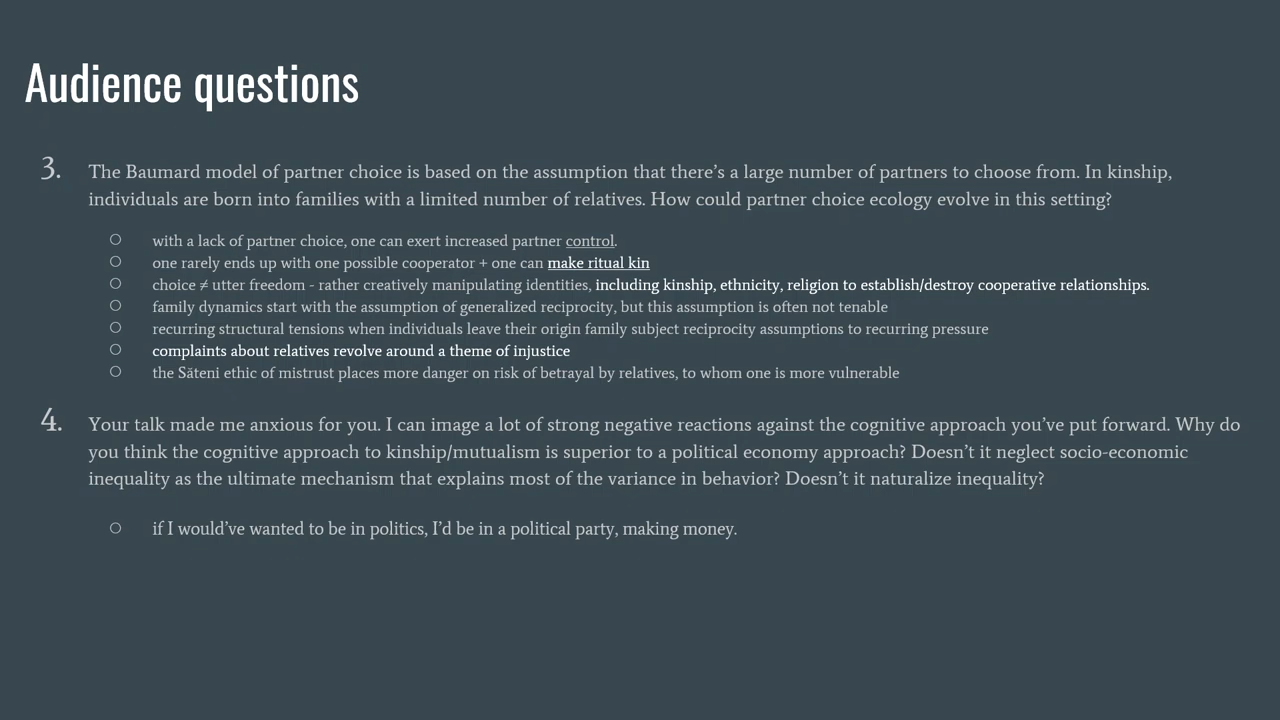 Audience questions
3. The Baumard model of partner choice is based on the assumption that there's a large number of partners to choose from. In kinship,
individuals are born into families with a limited number of relatives. How could partner choice ecology evolve in this setting?
○ with a lack of partner choice, one can exert increased partner control.
○ one rarely ends up with one possible cooperator + one can make ritual kin
○ choice ≠ utter freedom - rather creatively manipulating identities, including kinship, ethnicity, religion to establish/destroy cooperative relationships.
○ family dynamics start with the assumption of generalized reciprocity, but this assumption is often not tenable
○ recurring structural tensions when individuals leave their origin family subject reciprocity assumptions to recurring pressure
○ complaints about relatives revolve around a theme of injustice
○ the Säteni ethic of mistrust places more danger on risk of betrayal by relatives, to whom one is more vulnerable
4. Your talk made me anxious for you. I can image a lot of strong negative reactions against the cognitive approach you've put forward. Why do
you think the cognitive approach to kinship/mutualism is superior to a political economy approach? Doesn't it neglect socio-economic
inequality as the ultimate mechanism that explains most of the variance in behavior? Doesn't it naturalize inequality?
○ if I would've wanted to be in politics, I'd be in a political party, making money.